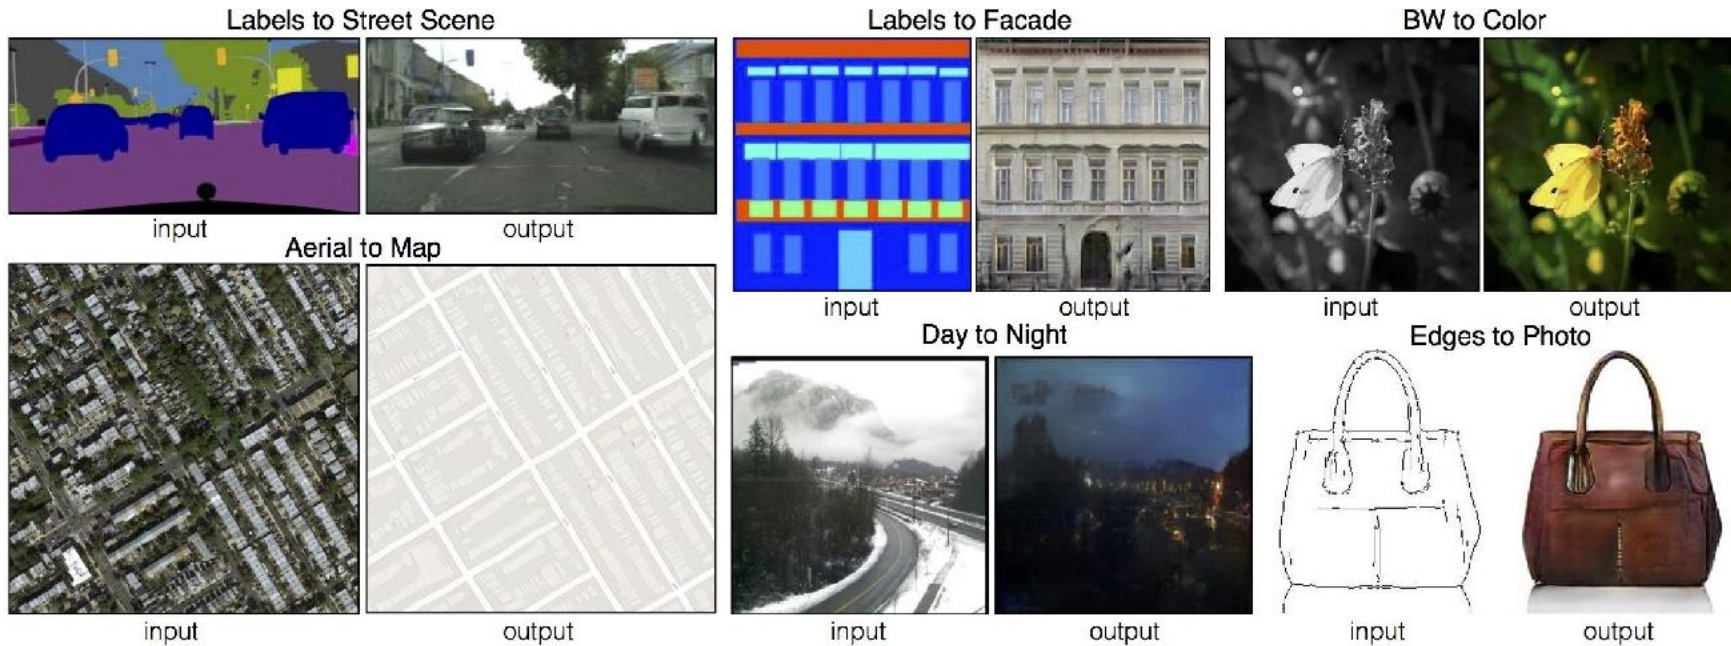 Labels to Street Scene
input
output
Aerial to Map
input
output
Labels to Facade
input
output
BW to Color
input
output
Day to Night
input
output
Edges to Photo
input
output